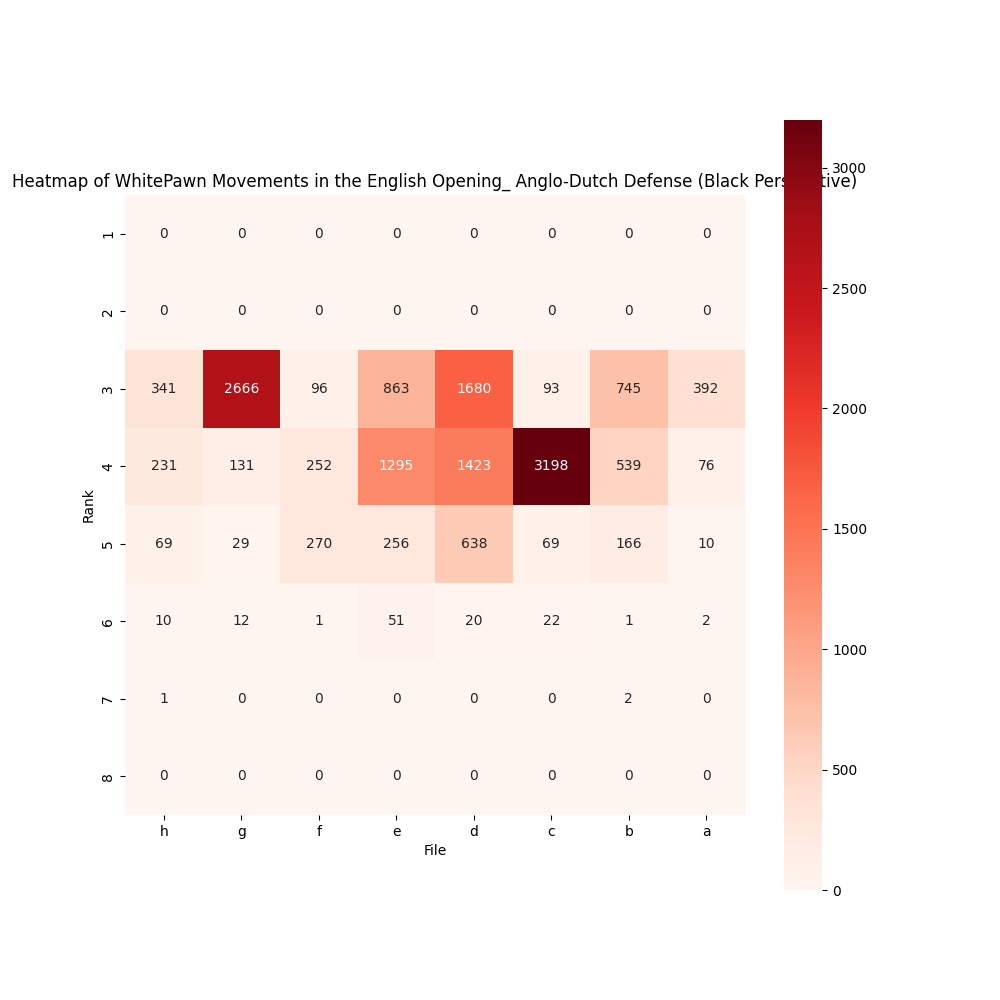 Heatmap of WhitePawn Movements in the English Opening_ Anglo-Dutch Defense (Black Pers tive)
3000
1 0 0 0 0 0 0 0 0
2500
2 0 0 0 0 0 0 0 0
3 341 2666 96 863 1680 93 745 392
2000
4 231 131 252 1295 1423 3198 539 76
Rank
1500
5 69 29 270 256 638 69 166 10
6 10 12 1 51 20 22 1 2
1000
7 1 0 0 0 0 0 2 0
500
8 0 0 0 0 0 0 0 0
h g f e d c b a
File
0